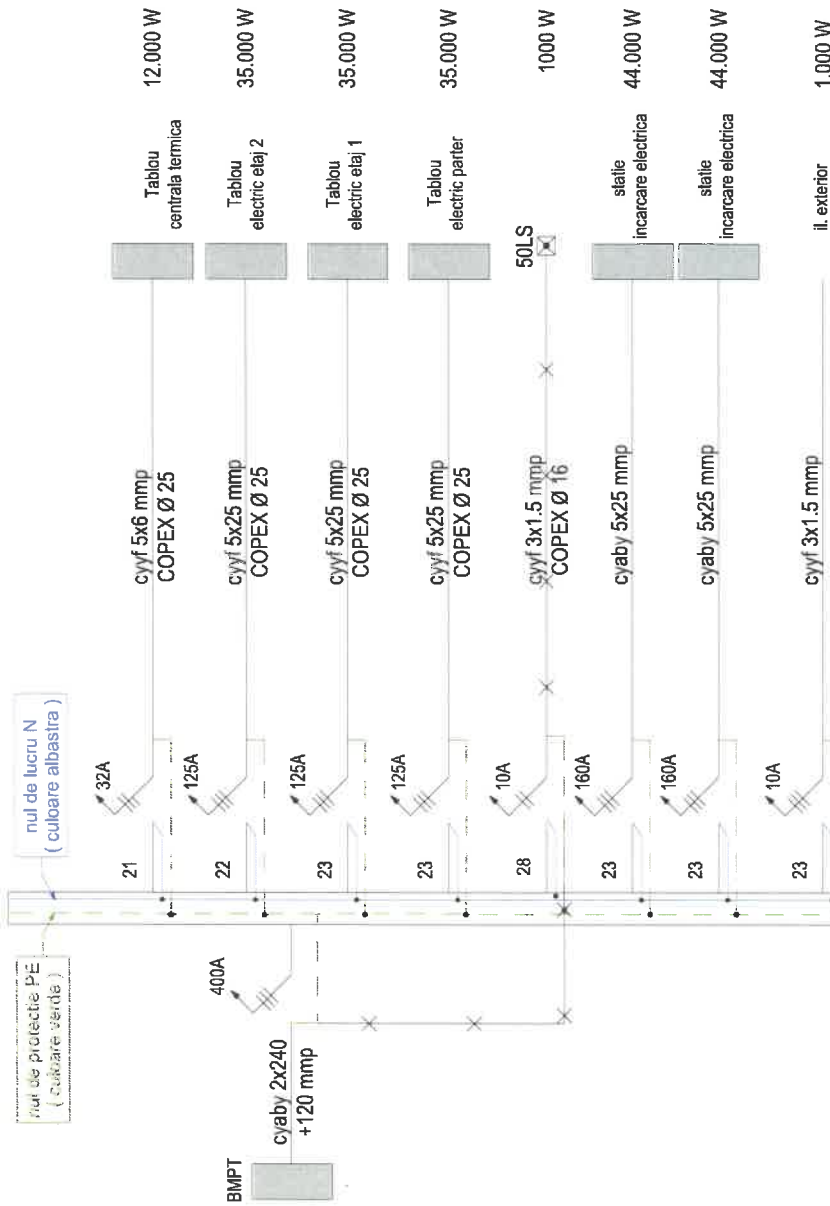 nul de protectie PE
( culoare verde )
nul de lucru N
( culoare albastra )
BMPT
cyaby 2x240
+120 mmp
400A
21
32A
cyyf 5x6 mmp
COPEX Ø 25
Tablou
centrala termica
12.000 W
22
125A
cyyf 5x25 mmp
COPEX Ø 25
Tablou
electric etaj 2
35.000 W
23
125A
cyyf 5x25 mmp
COPEX Ø 25
Tablou
electric etaj 1
35.000 W
23
125A
cyyf 5x25 mmp
COPEX Ø 25
Tablou
electric parter
35.000 W
28
10A
cyyf 3x1.5 mmp
COPEX Ø 16
50LS
1000 W
23
160A
cyaby 5x25 mmp
statie
incarcare electrica
44.000 W
23
160A
cyaby 5x25 mmp
statie
incarcare electrica
44.000 W
23
10A
cyyf 3x1.5 mmp
il. exterior
1.000 W